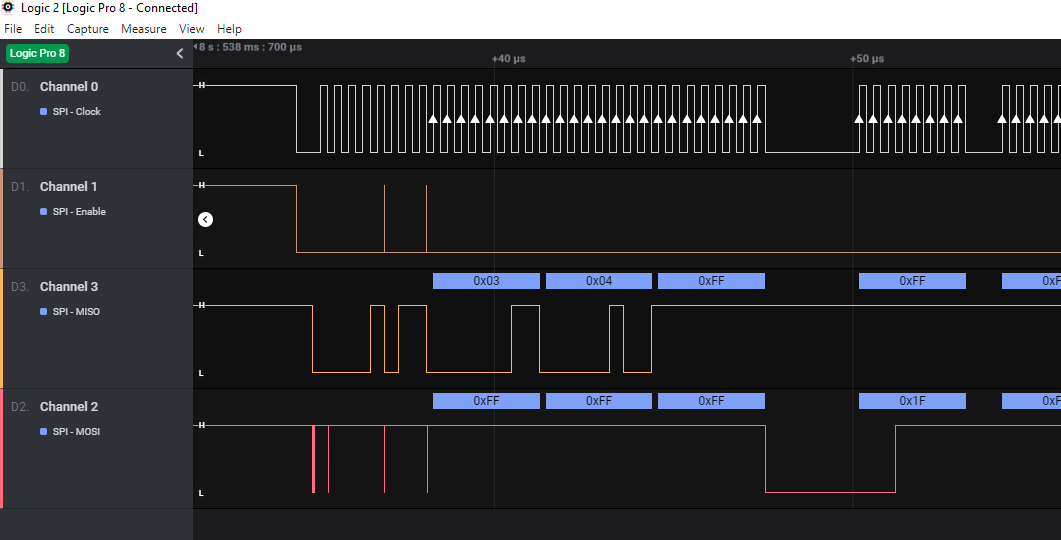 Logic 2 [Logic Pro 8 - Connected]
File Edit Capture Measure View Help
Logic Pro 8
8 s : 538 ms : 700 µs
+40 µs
+50 µs
D0. Channel 0
SPI - Clock
H
L
D1. Channel 1
SPI - Enable
H
L
D3. Channel 3
SPI - MISO
H
L
0x03 0x04 0xFF 0xFF 0xF
D2. Channel 2
SPI - MOSI
H
L
0xFF 0xFF 0xFF 0x1F 0xF